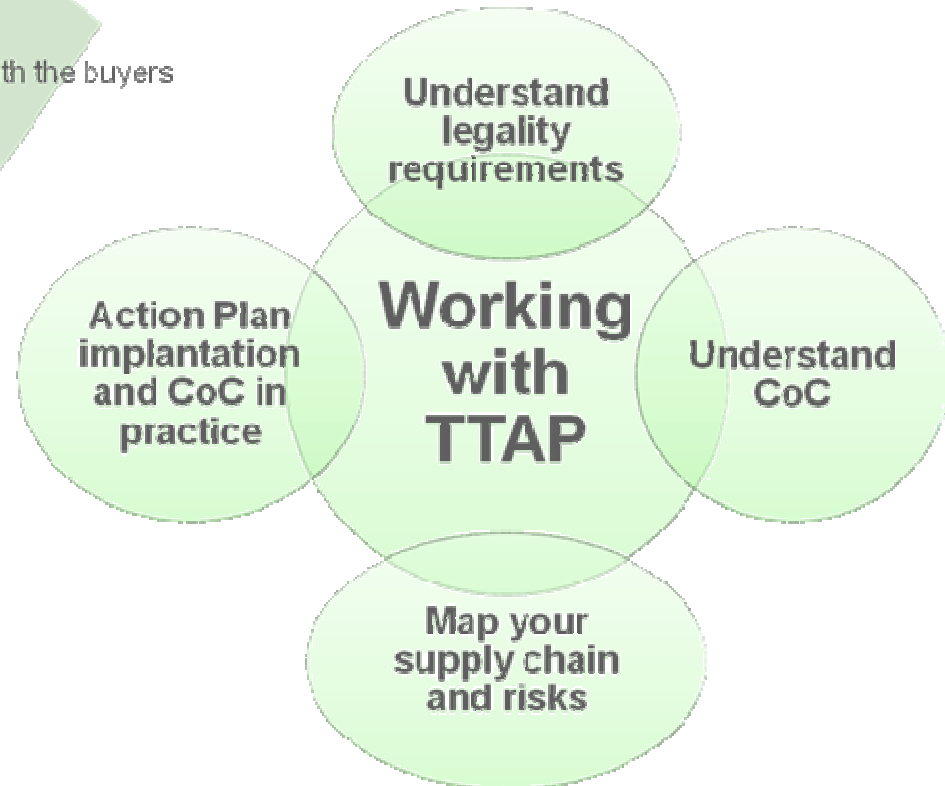 th the buyers
Understand
legality
requirements
Action Plan
implantation
and CoC in
practice
Working
with
TTAP
Understand
CoC
Map your
supply chain
and risks